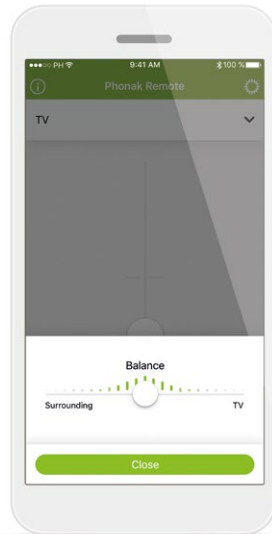 ●●●○○ PH 9:41 AM 100 %
Phonak Remote
TV
Balance
Surrounding TV
Close